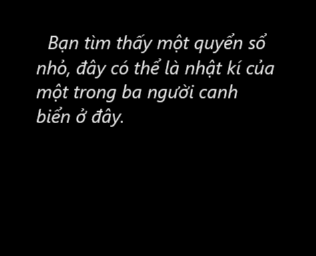 Bạn tìm thấy một quyển sổ
nhỏ, đây có thể là nhật kí của
một trong ba người canh
biển ở đây.